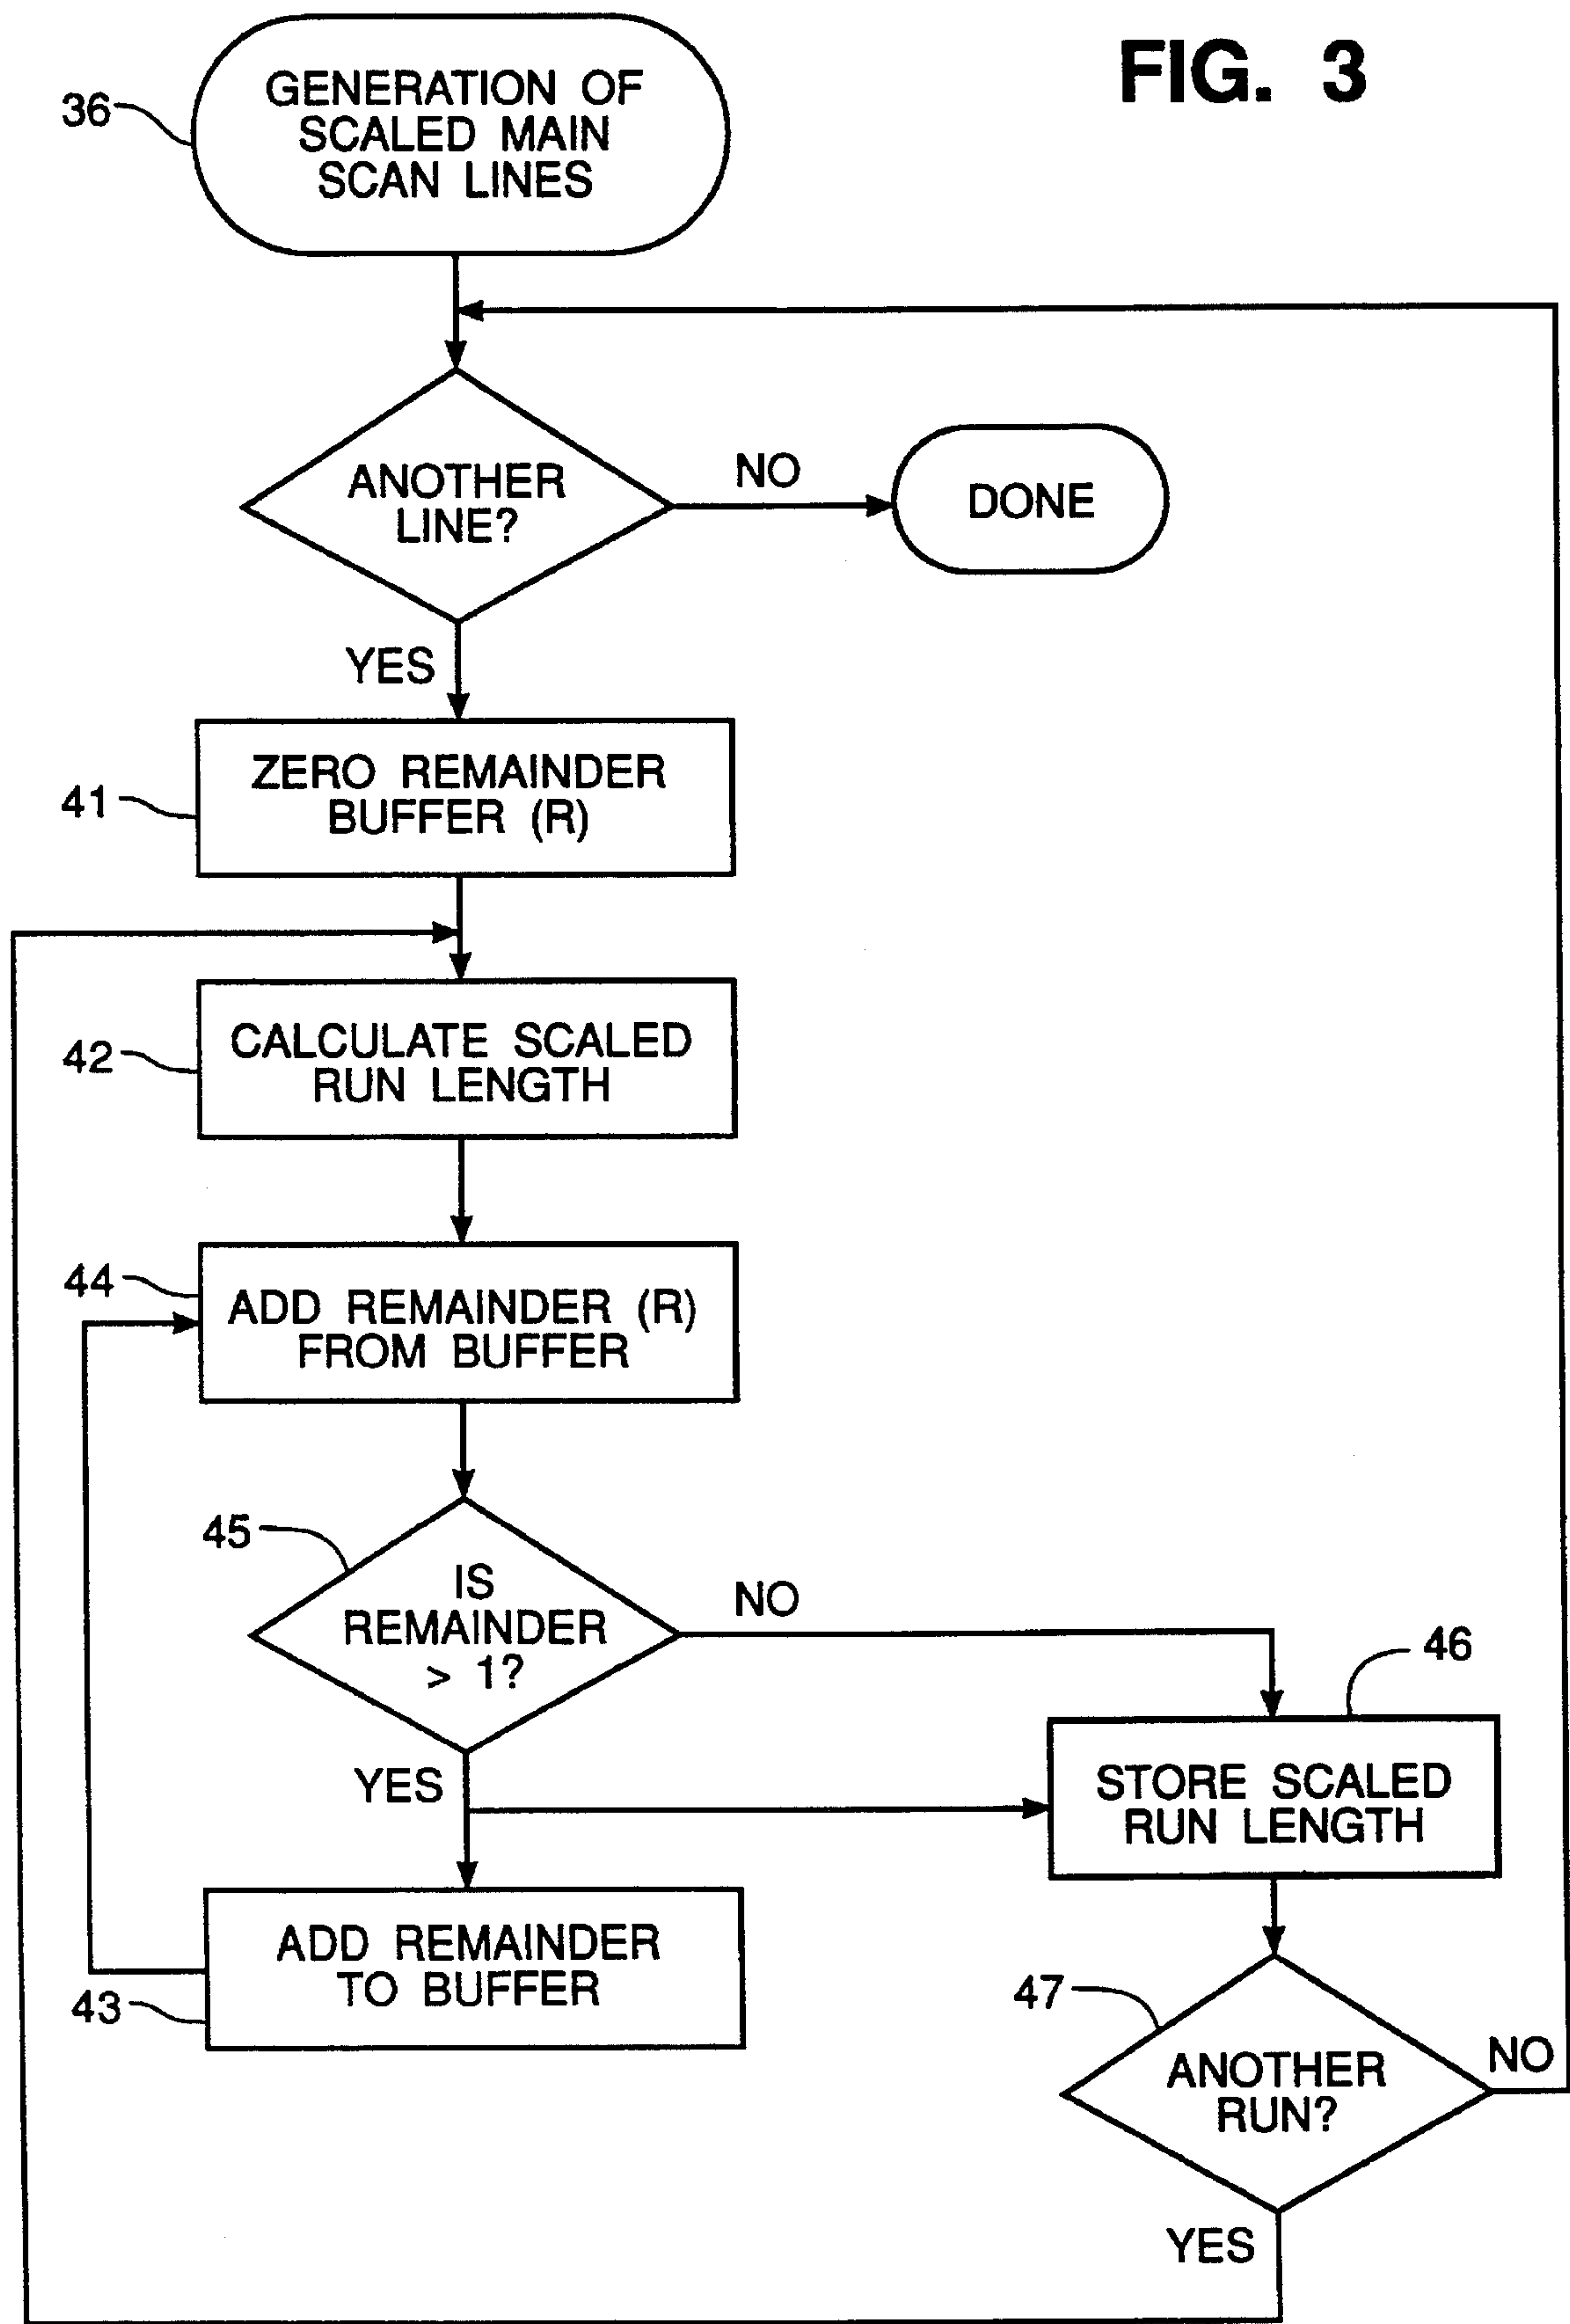 FIG. 3
36
GENERATION OF
SCALED MAIN
SCAN LINES
ANOTHER
LINE?
NO
DONE
YES
41
ZERO REMAINDER
BUFFER (R)
42
CALCULATE SCALED
RUN LENGTH
44
ADD REMAINDER (R)
FROM BUFFER
45
IS
REMAINDER
> 1?
NO
YES
46
STORE SCALED
RUN LENGTH
43
ADD REMAINDER
TO BUFFER
47
ANOTHER
RUN?
NO
YES